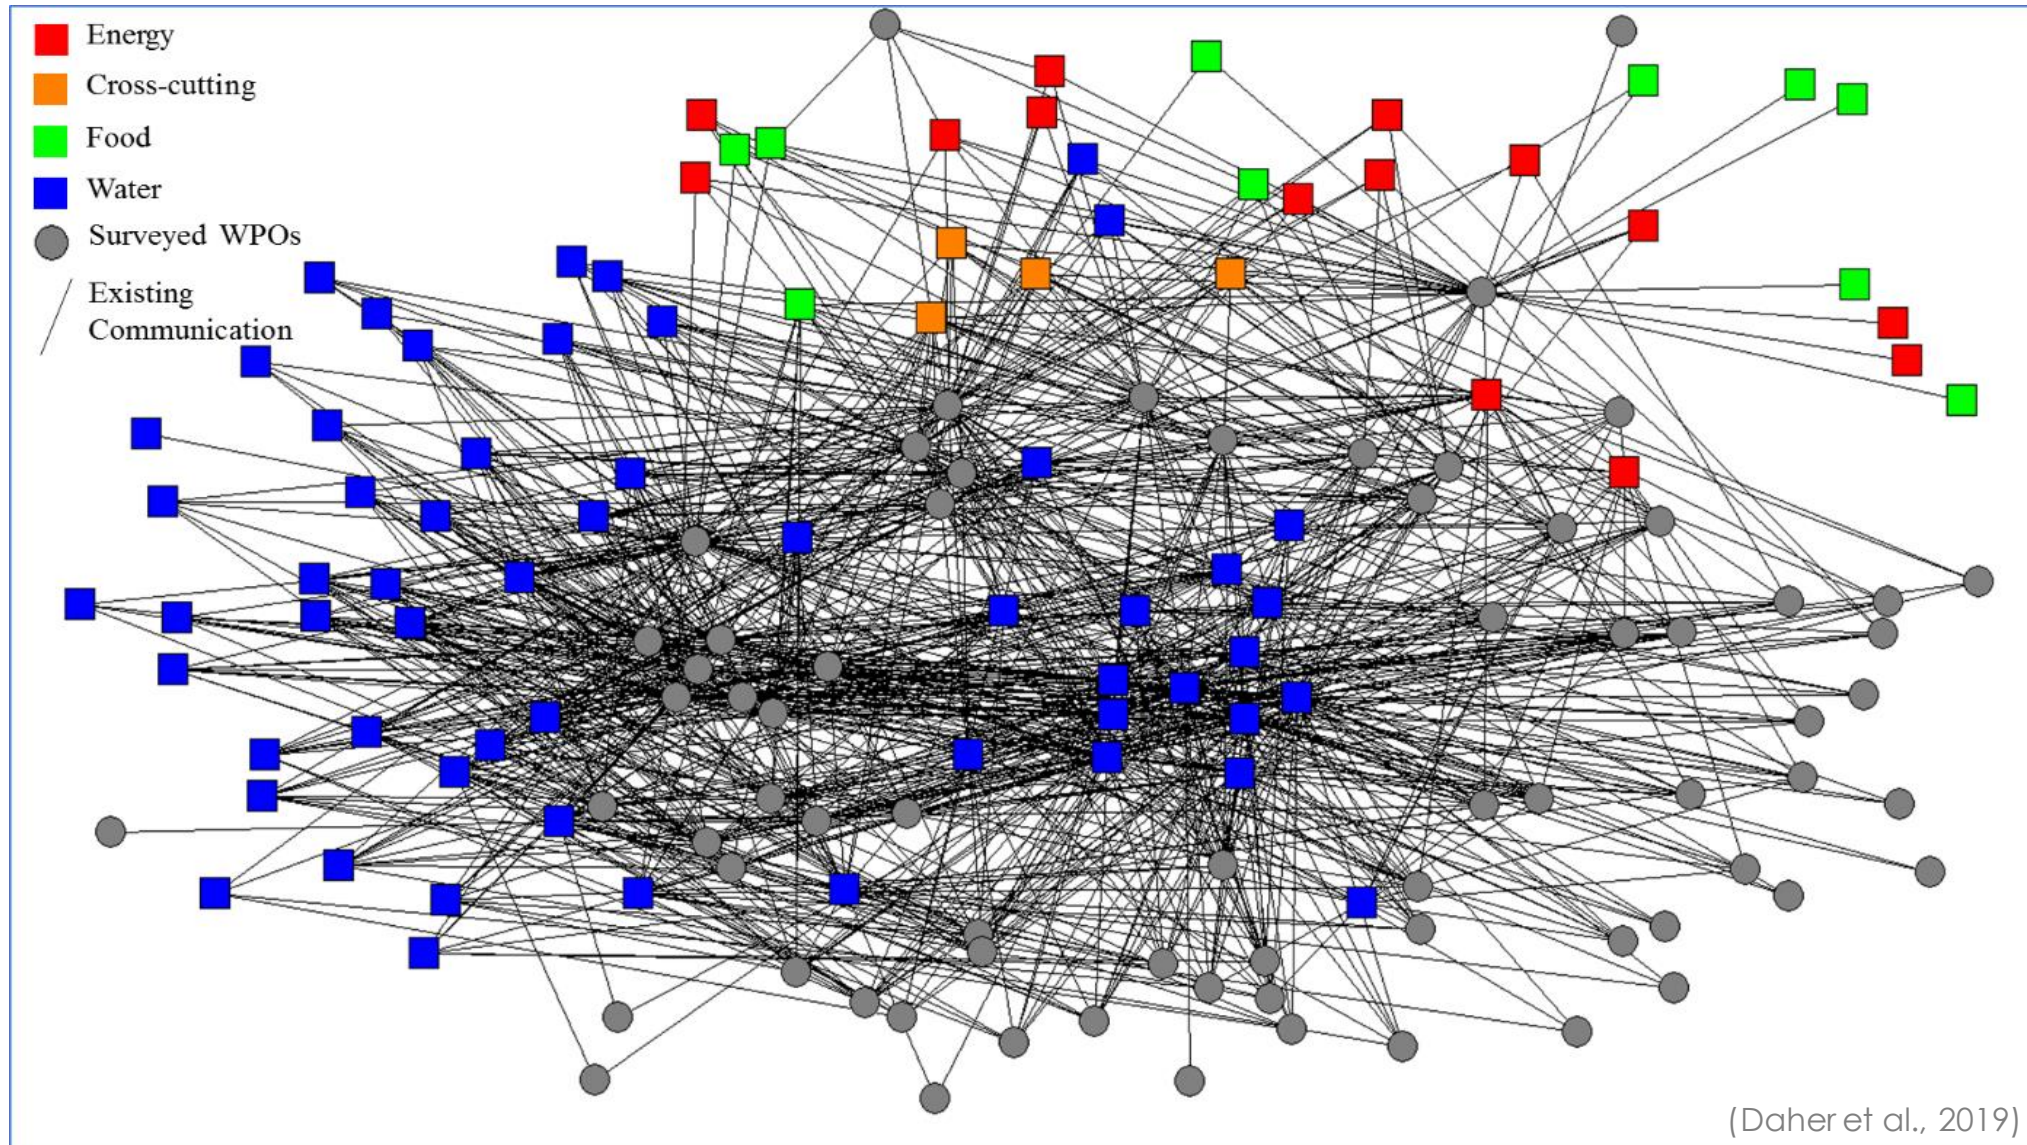 Energy
Cross-cutting
Food
Water
Surveyed WPOs
Existing
Communication
(Daher et al., 2019)